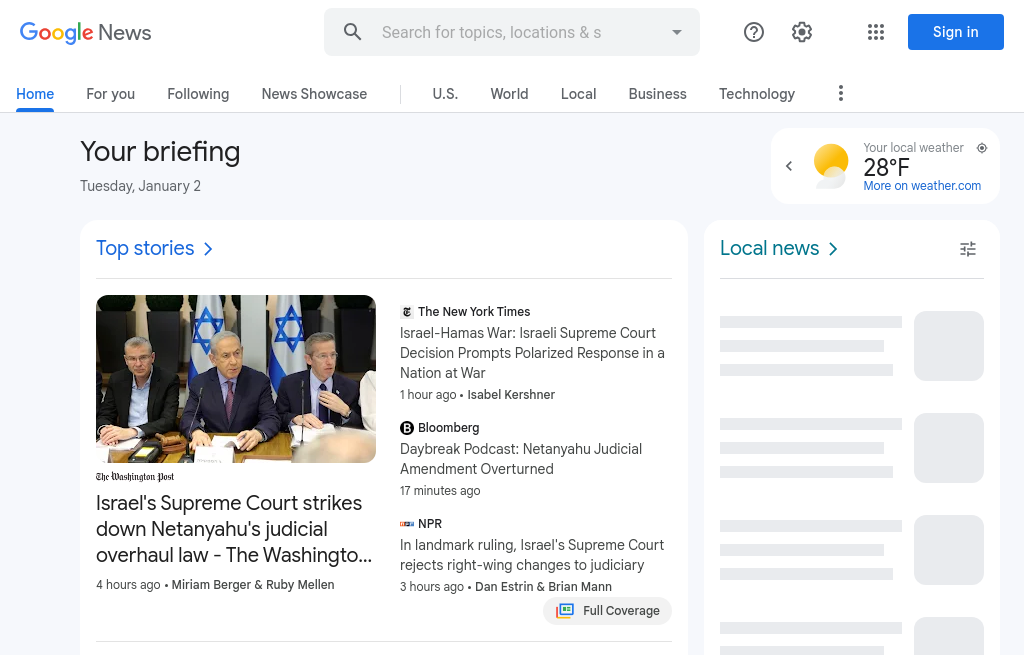 Google News
Search for topics, locations & s
Sign in
Home
For you
Following
News Showcase
U.S.
World
Local
Business
Technology
Your briefing
Tuesday, January 2
Your local weather
28°F
More on weather.com
Top stories
The Washington Post
Israel's Supreme Court strikes
down Netanyahu's judicial
overhaul law - The Washingto...
4 hours ago • Miriam Berger & Ruby Mellen
The New York Times
Israel-Hamas War: Israeli Supreme Court
Decision Prompts Polarized Response in a
Nation at War
1 hour ago • Isabel Kershner
B Bloomberg
Daybreak Podcast: Netanyahu Judicial
Amendment Overturned
17 minutes ago
npr NPR
In landmark ruling, Israel's Supreme Court
rejects right-wing changes to judiciary
3 hours ago • Dan Estrin & Brian Mann
Full Coverage
Local news